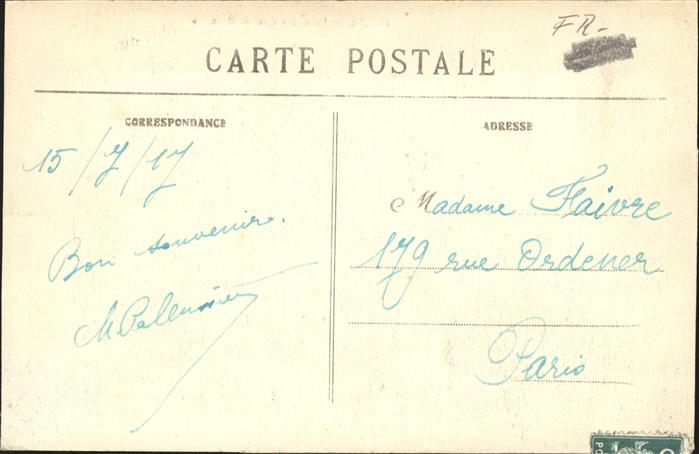 FR-
CARTE POSTALE
CORRESPONDANCE
15/7/17
Bon souvenir.
ADRESSE
Madame Faivre
179 rue Ordener
Paris